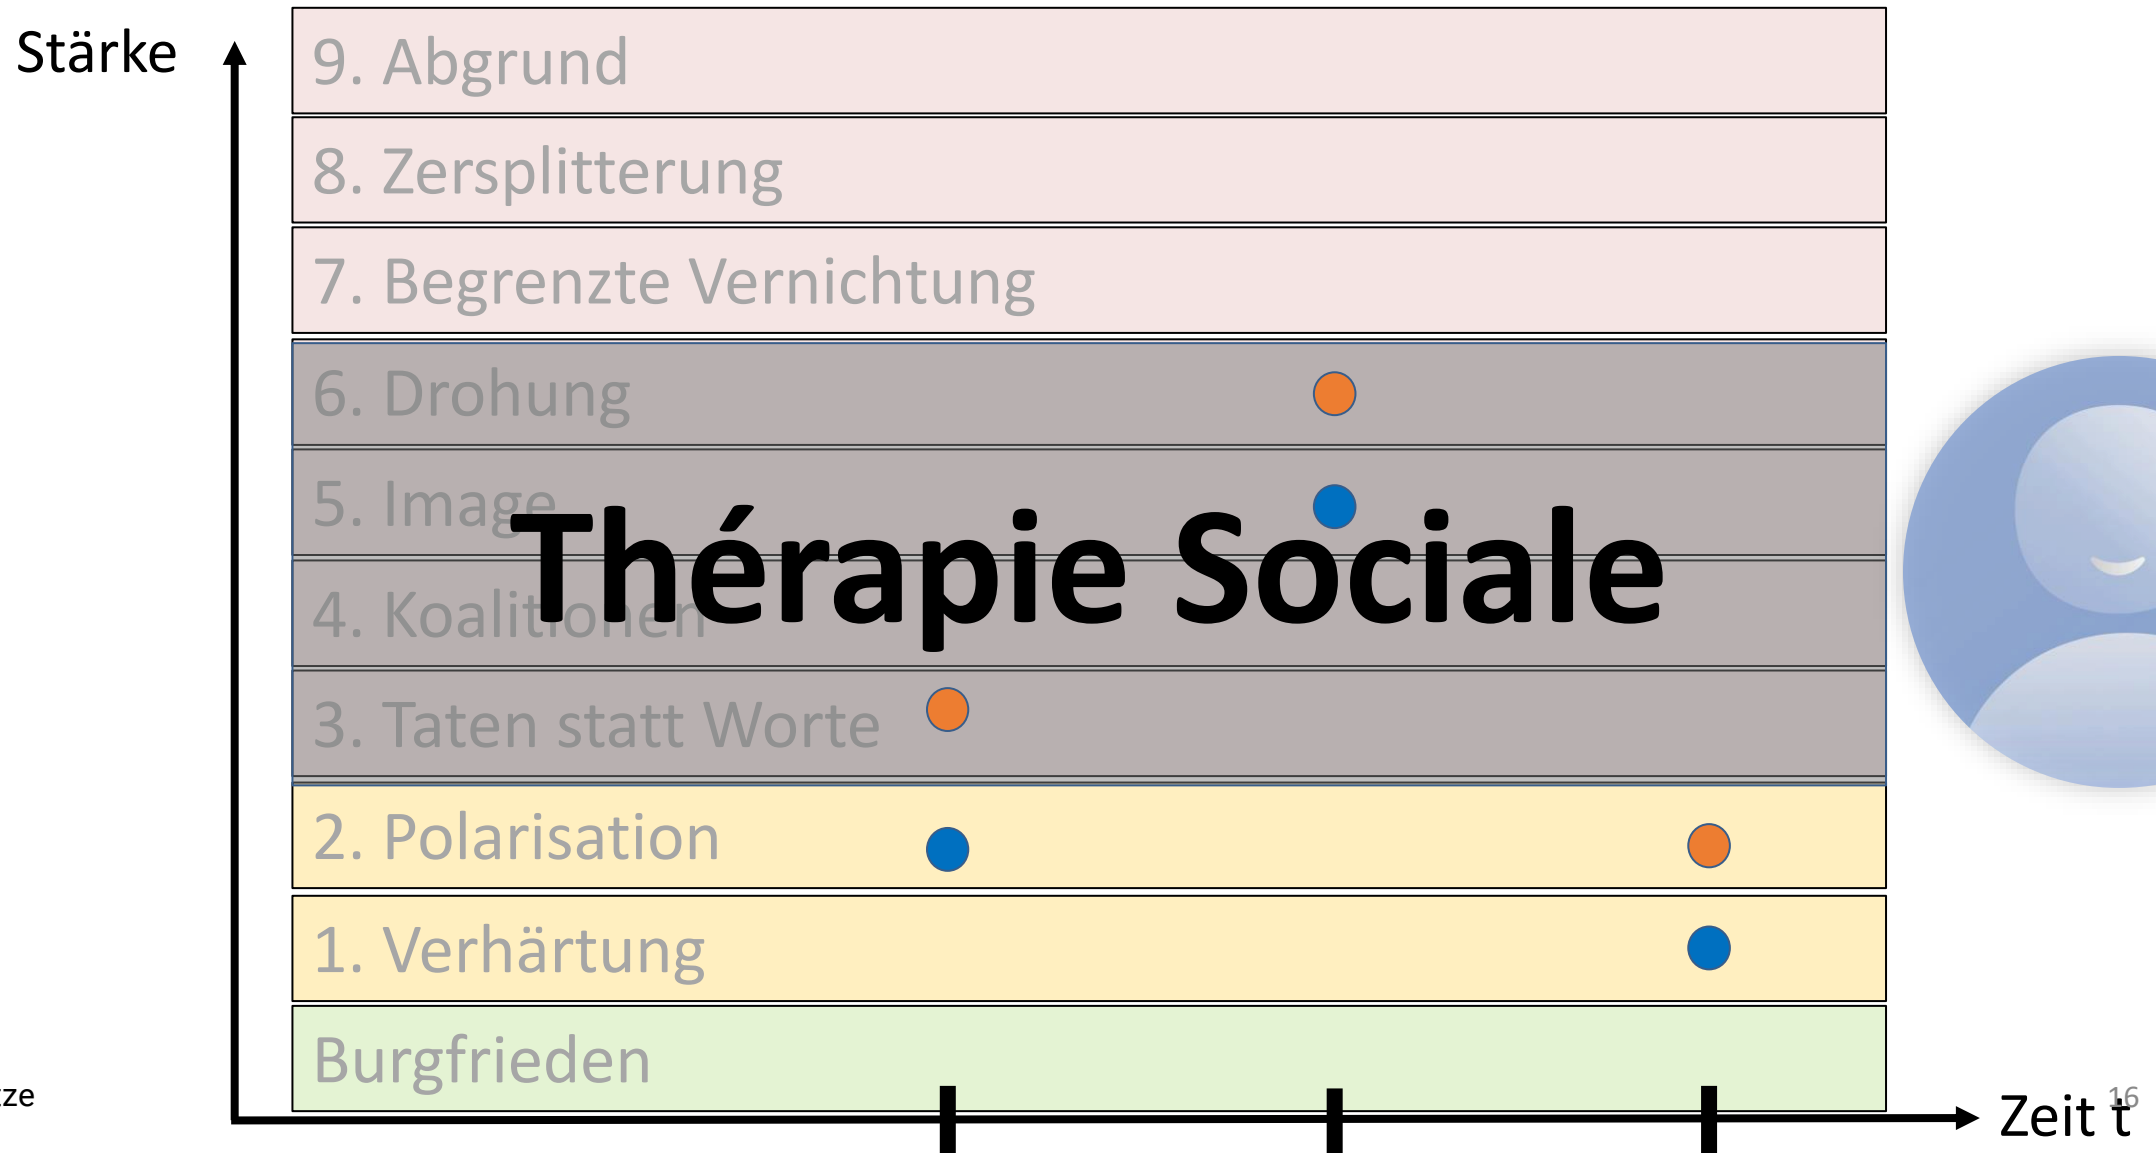 Stärke
9. Abgrund
8. Zersplitterung
7. Begrenzte Vernichtung
6. Drohung
5. Image
Thérapie Sociale
4. Koalitionen
3. Taten statt Worte
2. Polarisation
1. Verhärtung
Burgfrieden
Zeit t
16